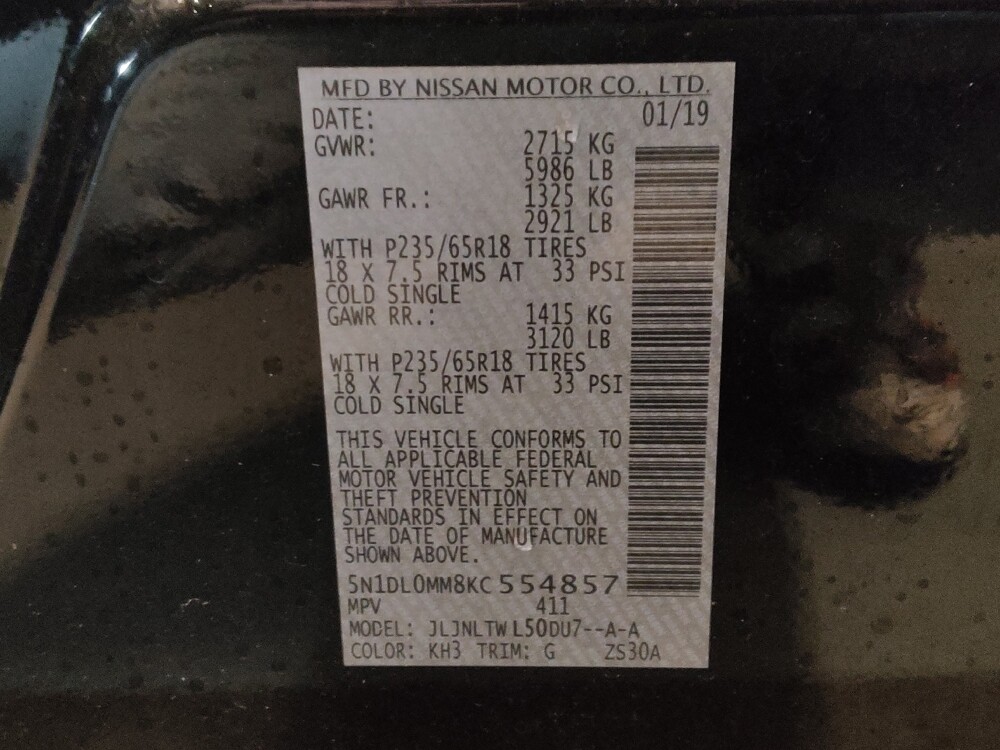 MFD BY NISSAN MOTOR CO., LTD.
DATE: 01/19
GVWR: 2715 KG
5986 LB
GAWR FR.: 1325 KG
2921 LB
WITH P235/65R18 TIRES
18 X 7.5 RIMS AT 33 PSI
COLD SINGLE
GAWR RR.: 1415 KG
3120 LB
WITH P235/65R18 TIRES
18 X 7.5 RIMS AT 33 PSI
COLD SINGLE
THIS VEHICLE CONFORMS TO
ALL APPLICABLE FEDERAL
MOTOR VEHICLE SAFETY AND
THEFT PREVENTION
STANDARDS IN EFFECT ON
THE DATE OF MANUFACTURE
SHOWN ABOVE.
5N1DL0MM8KC554857
MPV 411
MODEL: JLJNLTWL50DU7--A-A
COLOR: KH3 TRIM: G ZS30A